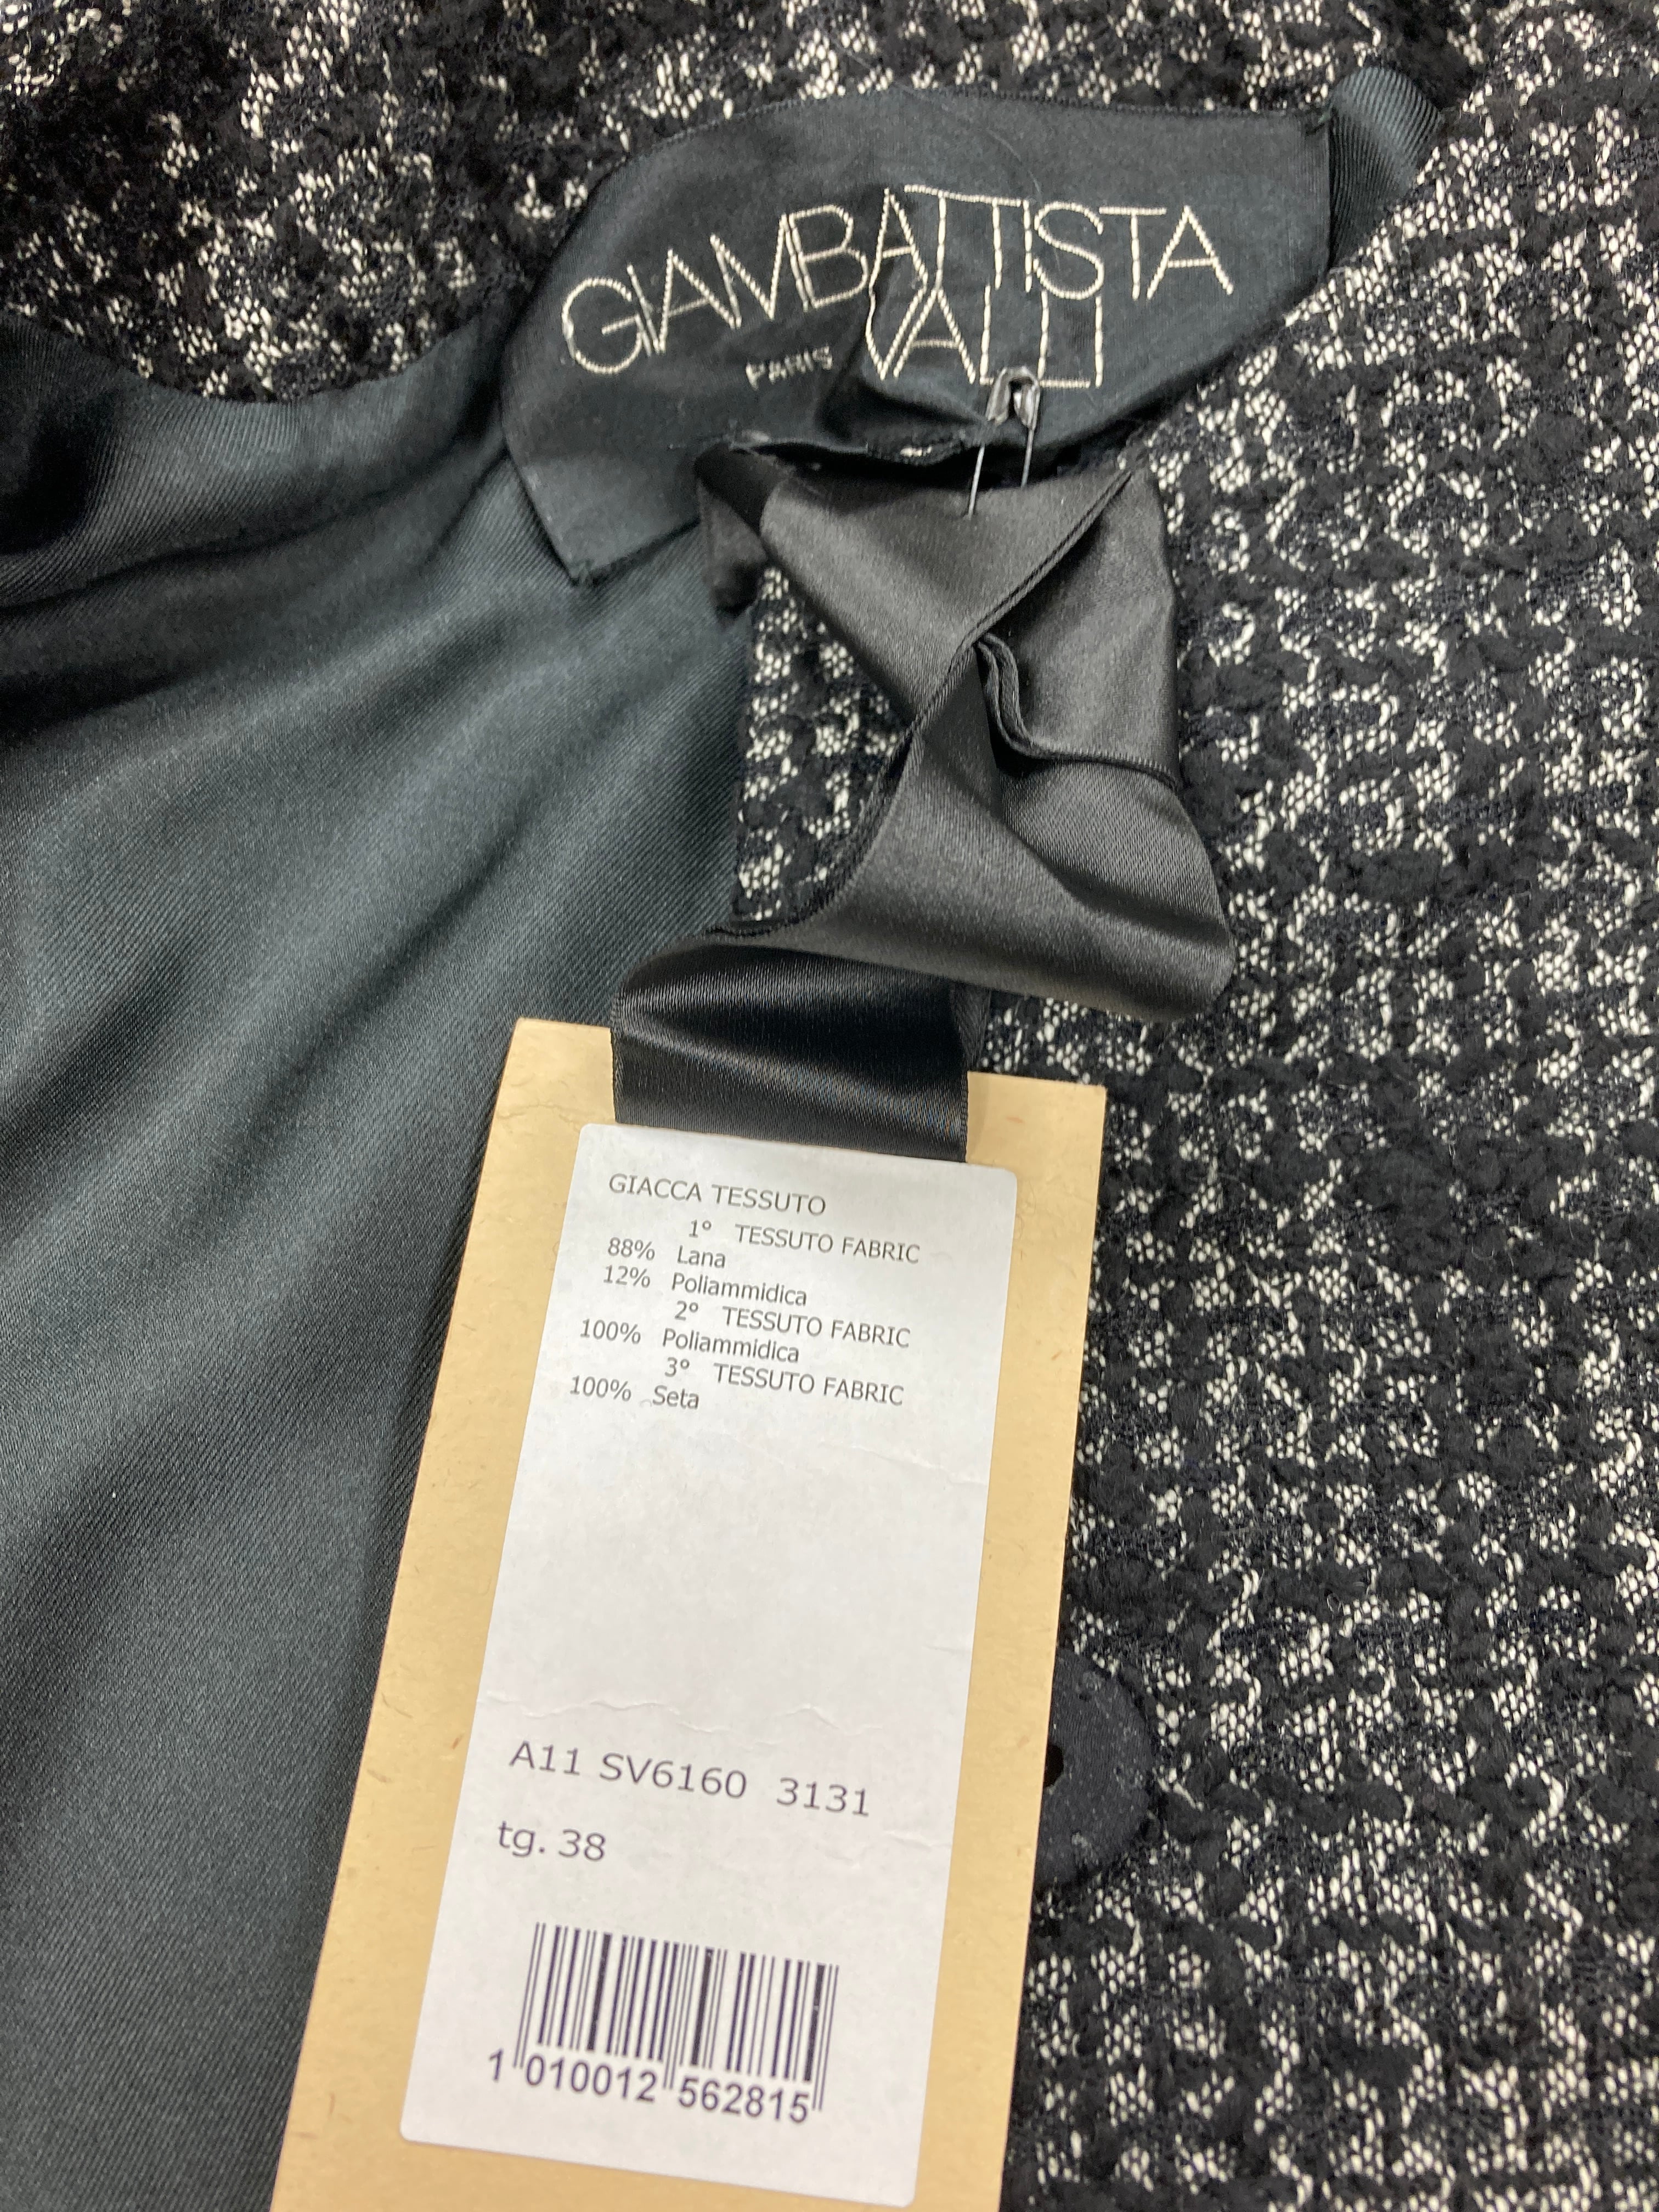 GIAMBATTISTA
VALLI
PARIS
GIACCA TESSUTO
1° TESSUTO FABRIC
88% Lana
12% Poliammidica
2° TESSUTO FABRIC
100% Poliammidica
3° TESSUTO FABRIC
100% Seta
A11 SV6160 3131
tg. 38
1 010012 562815